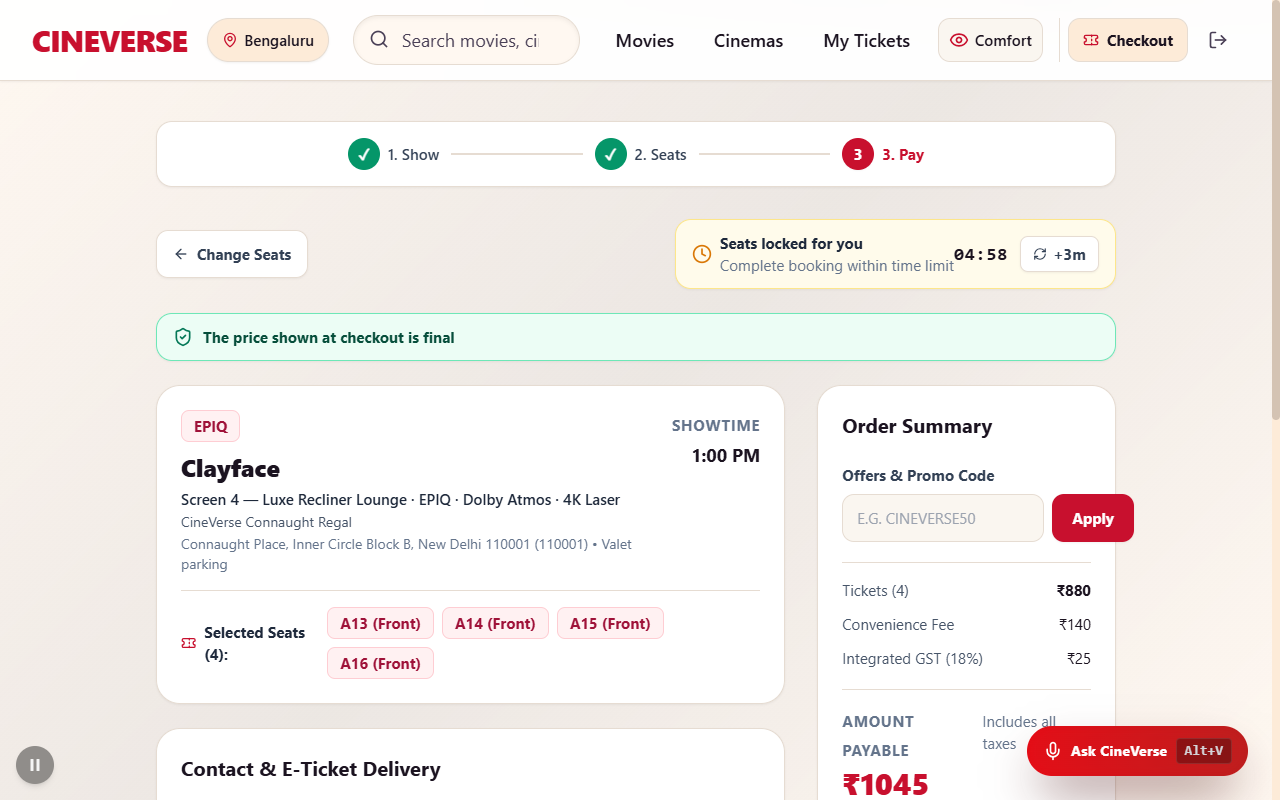 CINEVERSE
Bengaluru
Search movies, ci
Movies
Cinemas
My Tickets
Comfort
Checkout
1. Show
2. Seats
3
3. Pay
Change Seats
Seats locked for you
Complete booking within time limit
04:58
+3m
The price shown at checkout is final
EPIQ
Clayface
Screen 4 — Luxe Recliner Lounge · EPIQ · Dolby Atmos · 4K Laser
CineVerse Connaught Regal
Connaught Place, Inner Circle Block B, New Delhi 110001 (110001) • Valet
parking
SHOWTIME
1:00 PM
Selected Seats
(4):
A13 (Front)
A14 (Front)
A15 (Front)
A16 (Front)
Contact & E-Ticket Delivery
Order Summary
Offers & Promo Code
E.G. CINEVERSE50
Apply
Tickets (4)
₹880
Convenience Fee
₹140
Integrated GST (18%)
₹25
AMOUNT
PAYABLE
₹1045
Includes all
taxes
Ask CineVerse
Alt+V